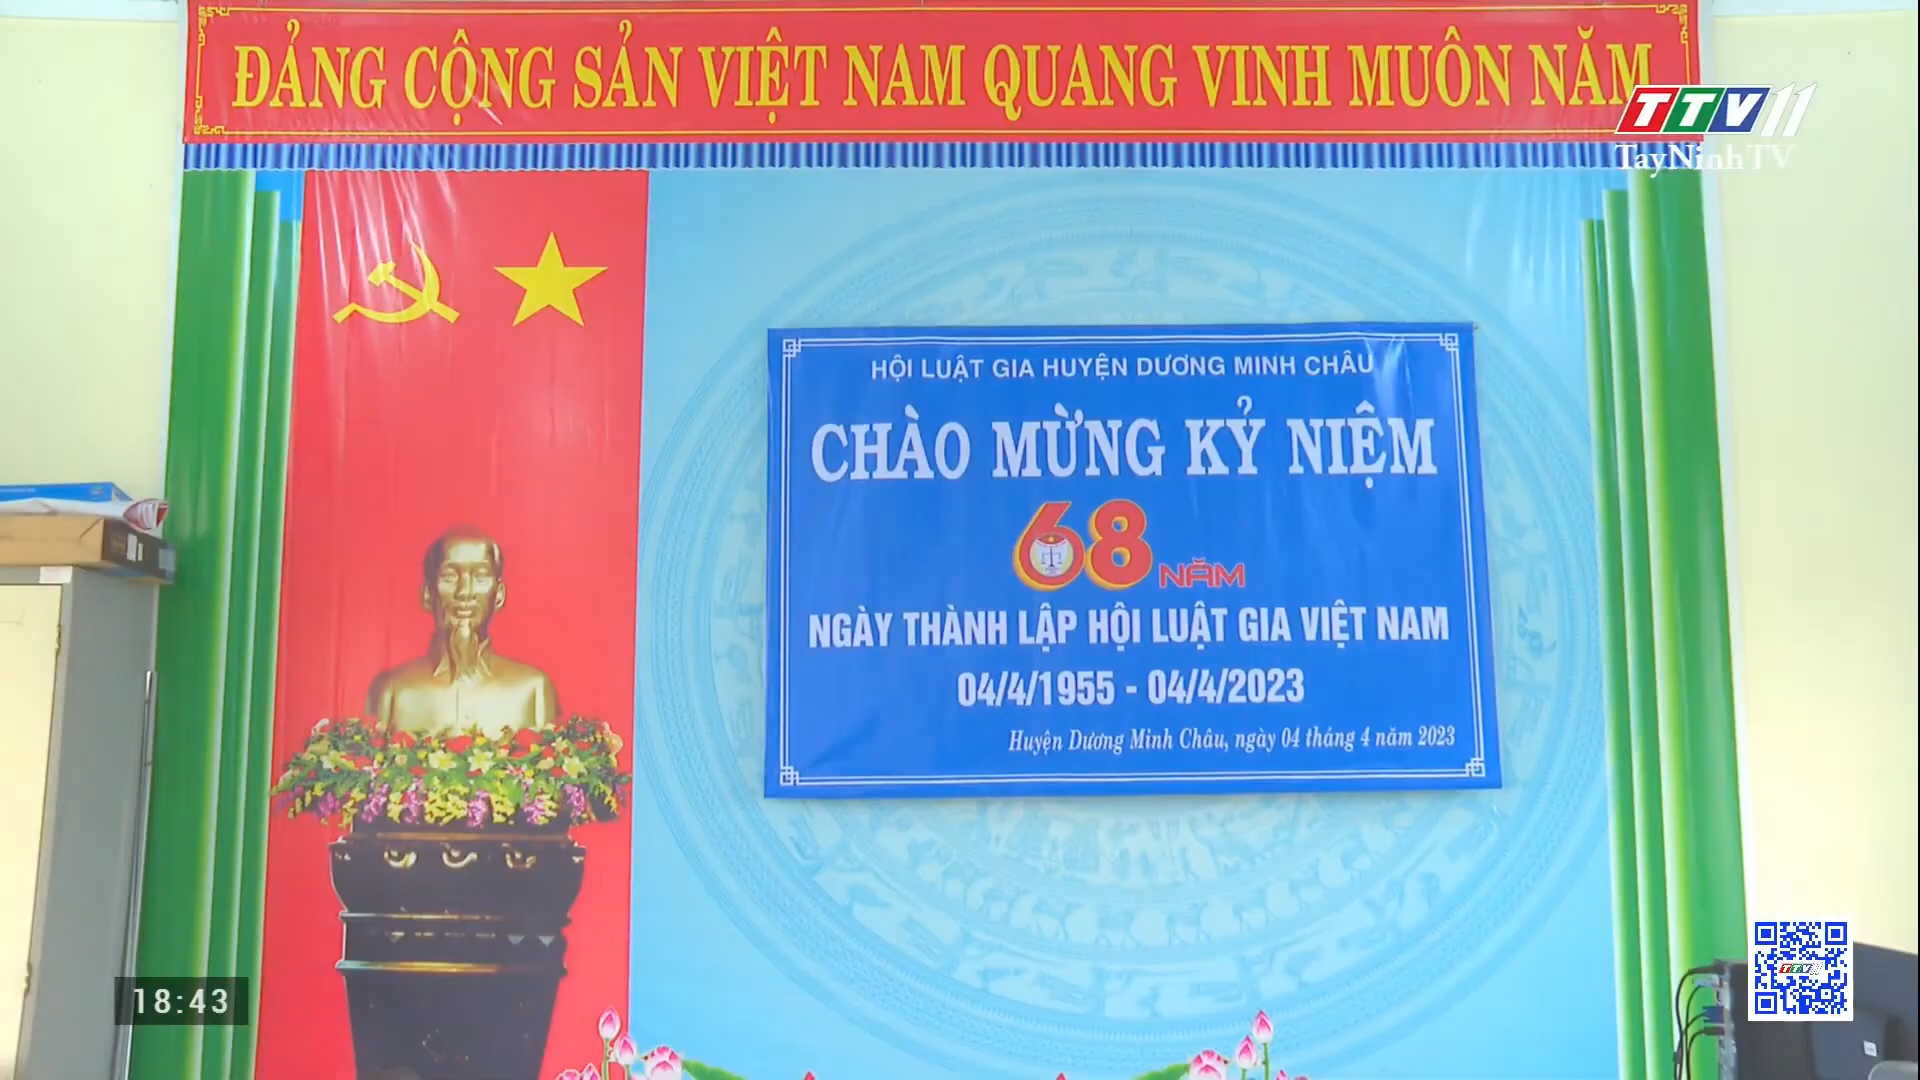 ĐẢNG CỘNG SẢN VIỆT NAM QUANG VINH MUÔN NĂM
TTV11
TayNinhTV
HỘI LUẬT GIA HUYỆN DƯƠNG MINH CHÂU
CHÀO MỪNG KỶ NIỆM
68 NĂM
NGÀY THÀNH LẬP HỘI LUẬT GIA VIỆT NAM
04/4/1955 - 04/4/2023
Huyện Dương Minh Châu, ngày 04 tháng 4 năm 2023
18:43
TTV11